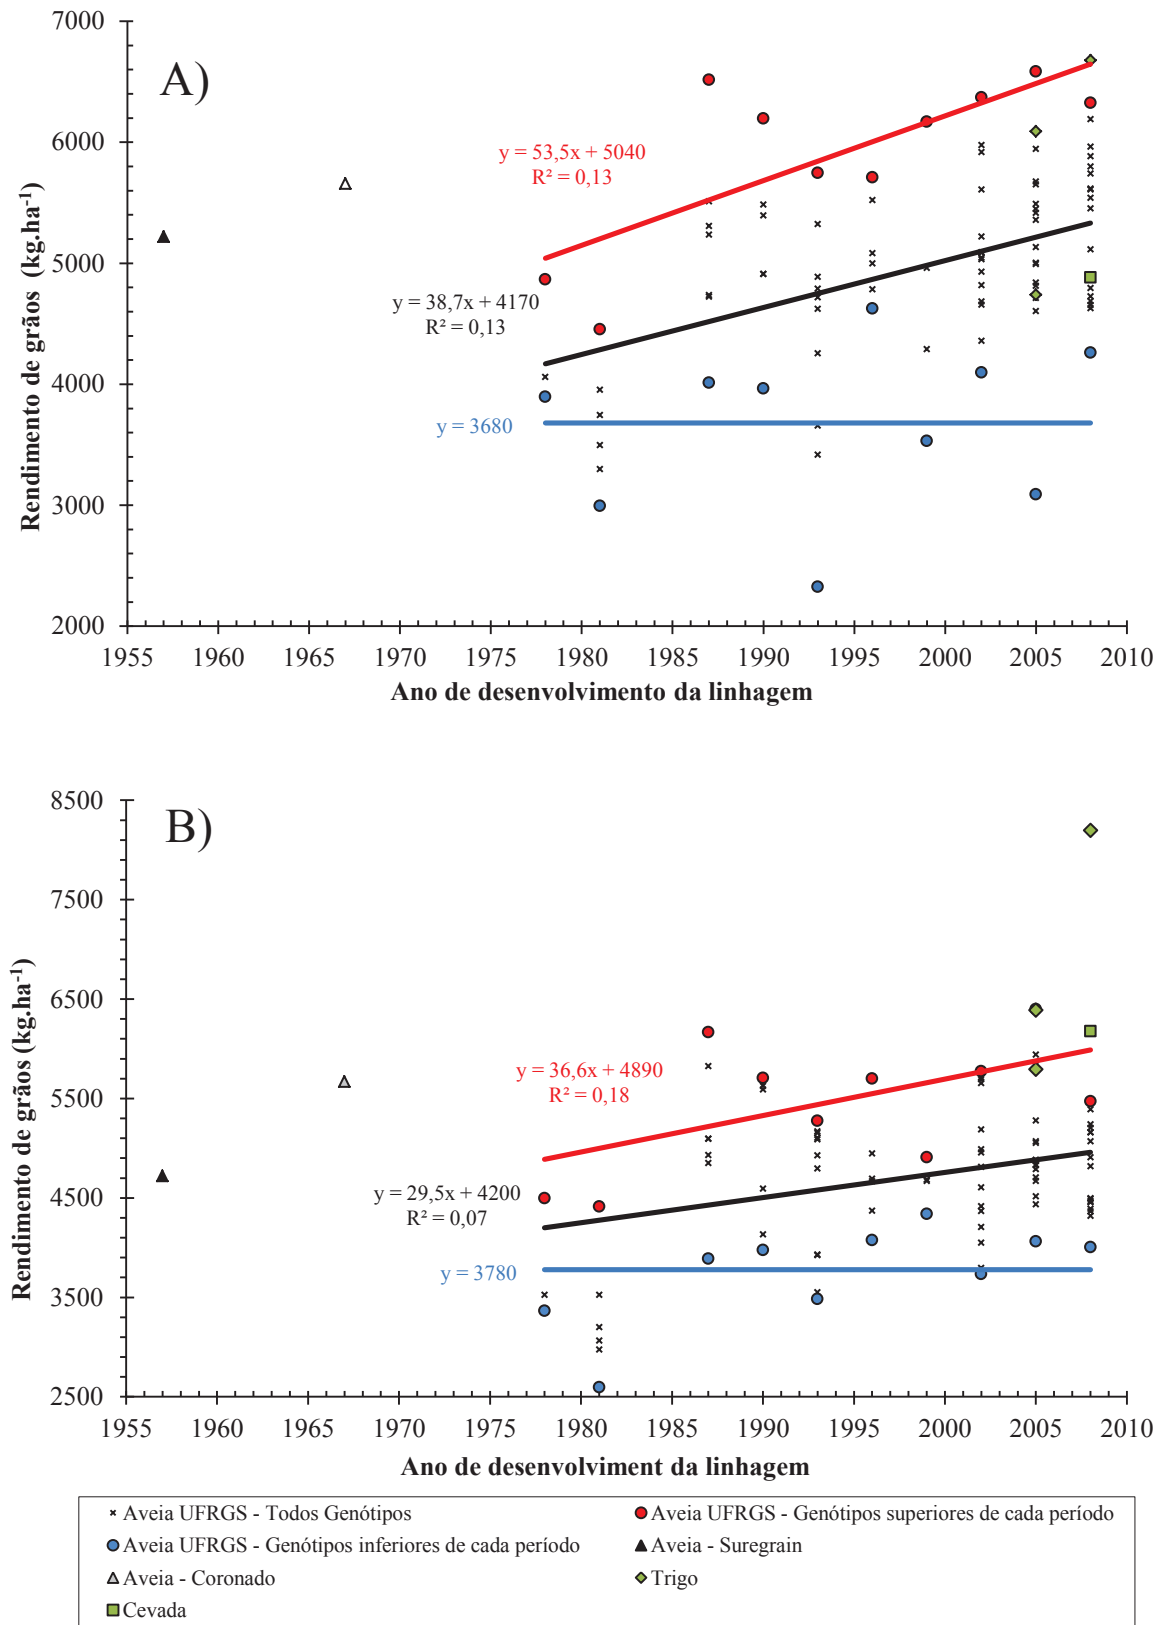 A)
Rendimento de grãos (kg.ha⁻¹)
7000
6000
5000
4000
3000
2000
y = 53,5x + 5040
R² = 0,13
y = 38,7x + 4170
R² = 0,13
y = 3680
1955 1960 1965 1970 1975 1980 1985 1990 1995 2000 2005 2010
Ano de desenvolvimento da linhagem
B)
Rendimento de grãos (kg.ha⁻¹)
8500
7500
6500
5500
4500
3500
2500
y = 36,6x + 4890
R² = 0,18
y = 29,5x + 4200
R² = 0,07
y = 3780
1955 1960 1965 1970 1975 1980 1985 1990 1995 2000 2005 2010
Ano de desenvolviment da linhagem
Aveia UFRGS - Todos Genótipos
Aveia UFRGS - Genótipos superiores de cada período
Aveia UFRGS - Genótipos inferiores de cada período
Aveia - Suregrain
Aveia - Coronado
Trigo
Cevada